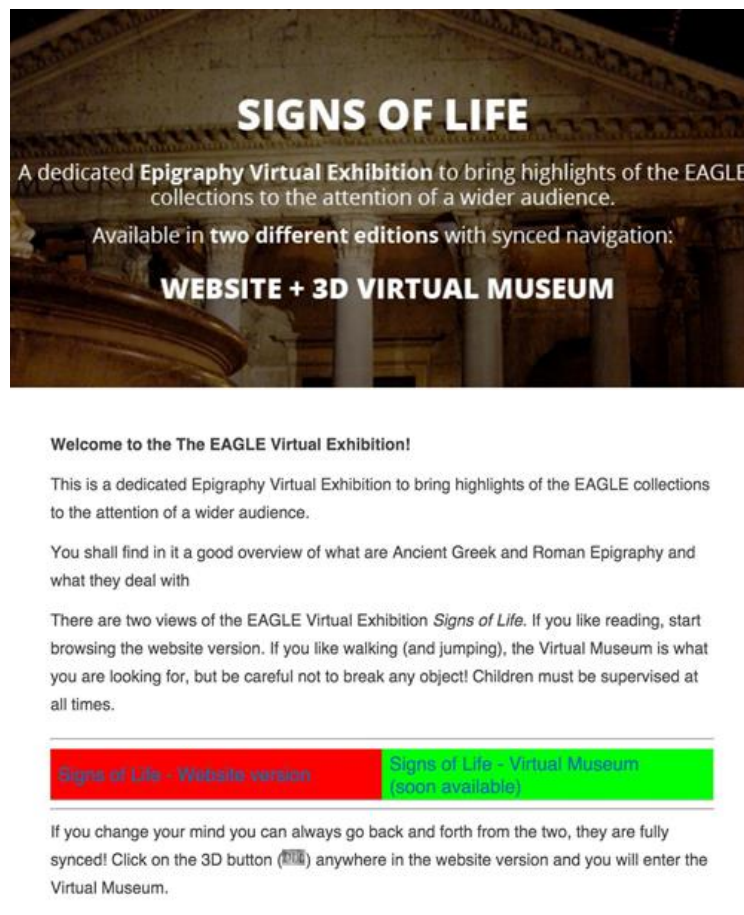 SIGNS OF LIFE
A dedicated Epigraphy Virtual Exhibition to bring highlights of the EAGLE
collections to the attention of a wider audience.
Available in two different editions with synced navigation:
WEBSITE + 3D VIRTUAL MUSEUM
Welcome to the The EAGLE Virtual Exhibition!
This is a dedicated Epigraphy Virtual Exhibition to bring highlights of the EAGLE collections
to the attention of a wider audience.
You shall find in it a good overview of what are Ancient Greek and Roman Epigraphy and
what they deal with
There are two views of the EAGLE Virtual Exhibition Signs of Life. If you like reading, start
browsing the website version. If you like walking (and jumping), the Virtual Museum is what
you are looking for, but be careful not to break any object! Children must be supervised at
all times.
Signs of Life - Website version
Signs of Life - Virtual Museum
(soon available)
If you change your mind you can always go back and forth from the two, they are fully
synced! Click on the 3D button () anywhere in the website version and you will enter the
Virtual Museum.